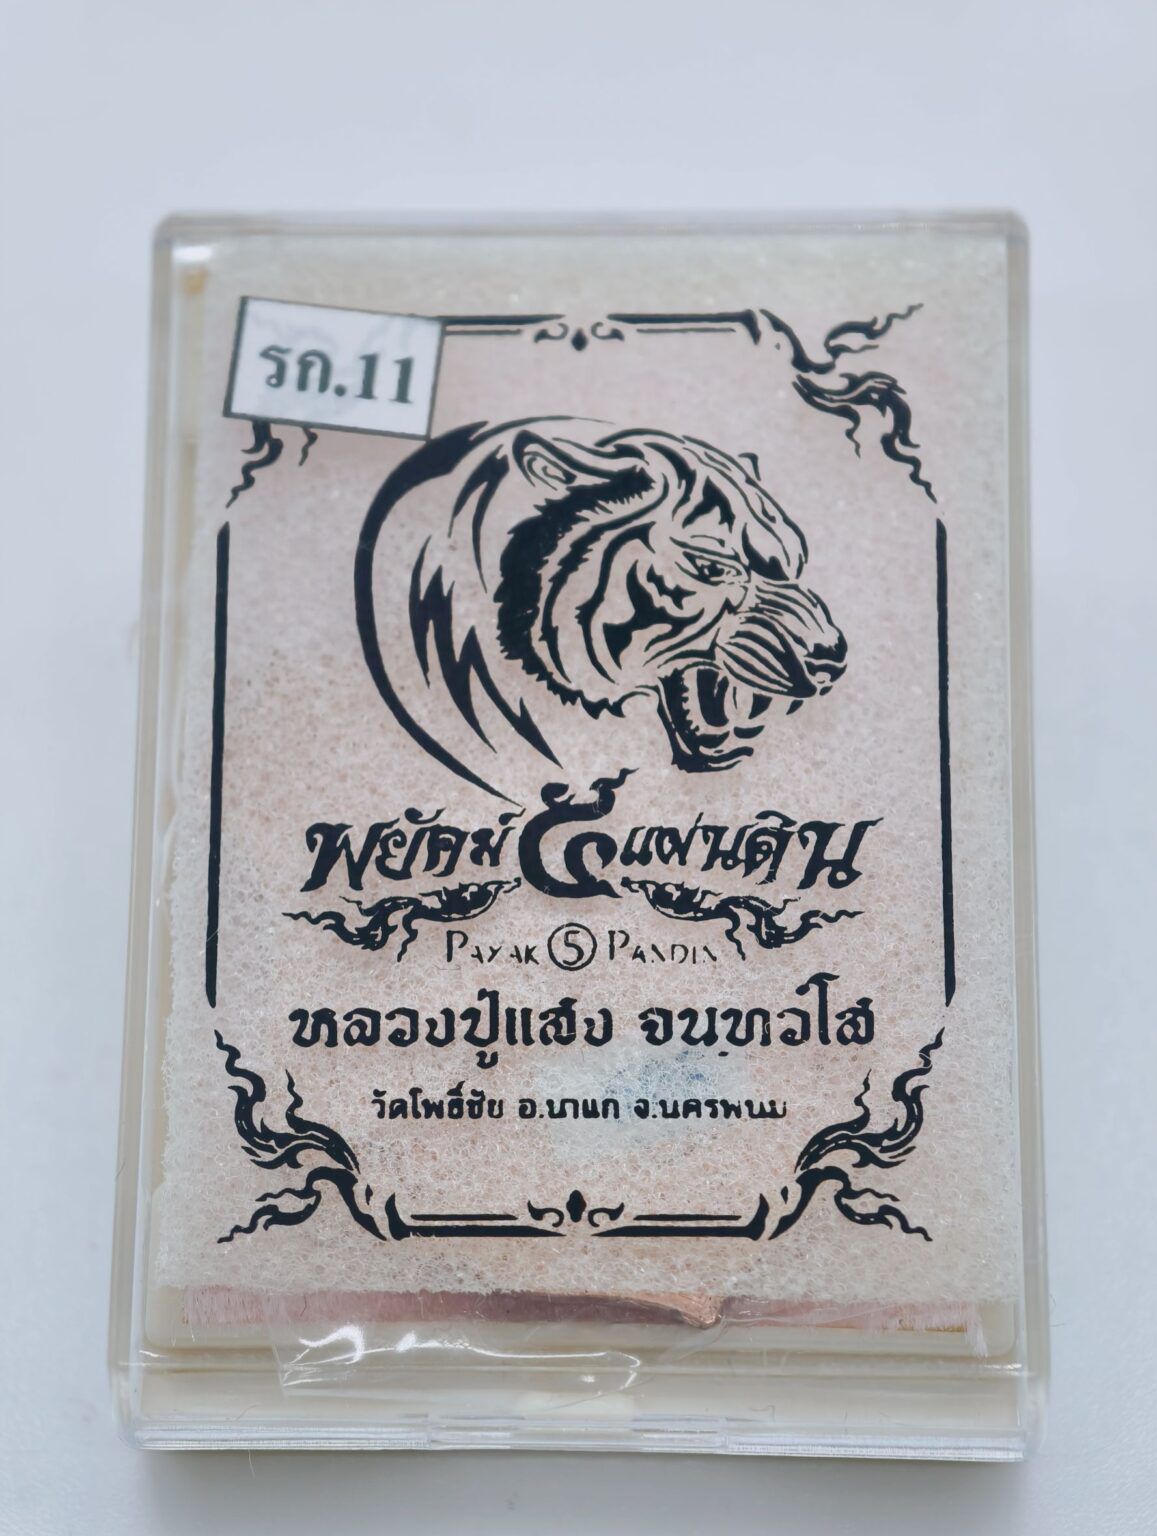 รก.11
พยัคฆ์ ๕ แผ่นดิน
PAYAK 5 PANDIN
หลวงปู่แสง จนฺทวํโส
วัดโพธิ์ชัย อ.นาแก จ.นครพนม